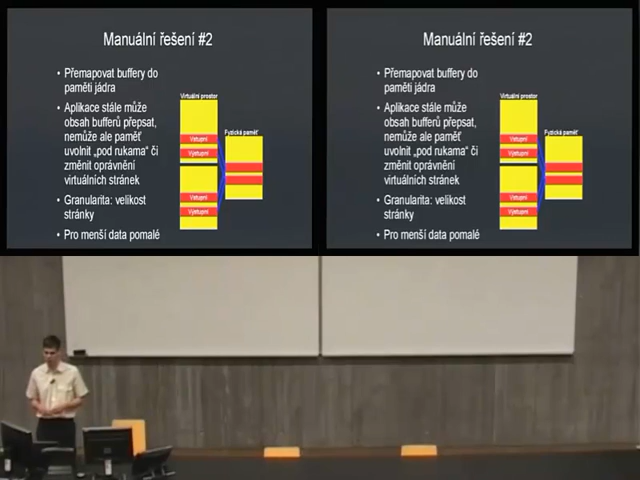 Manuální řešení #2
• Přemapovat buffery do
paměti jádra
• Aplikace stále může
obsah bufferů přepsat,
nemůže ale paměť
uvolnit „pod rukama“ či
změnit oprávnění
virtuálních stránek
• Granularita: velikost
stránky
• Pro menší data pomalé
Virtuální prostor
Vstupní
Výstupní
Vstupní
Výstupní
Fyzická paměť
Manuální řešení #2
• Přemapovat buffery do
paměti jádra
• Aplikace stále může
obsah bufferů přepsat,
nemůže ale paměť
uvolnit „pod rukama“ či
změnit oprávnění
virtuálních stránek
• Granularita: velikost
stránky
• Pro menší data pomalé
Virtuální prostor
Vstupní
Výstupní
Vstupní
Výstupní
Fyzická paměť